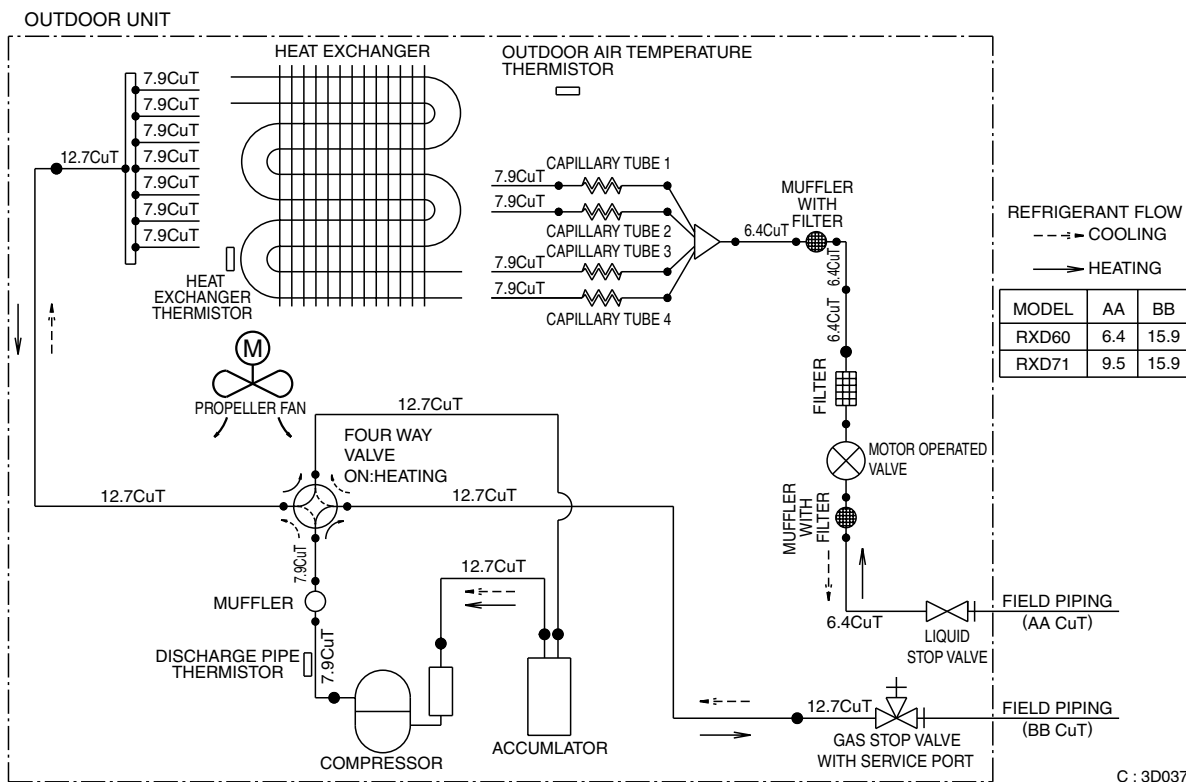 OUTDOOR UNIT
HEAT EXCHANGER
OUTDOOR AIR TEMPERATURE
THERMISTOR
7.9CuT
7.9CuT
7.9CuT
7.9CuT
7.9CuT
7.9CuT
7.9CuT
12.7CuT
HEAT
EXCHANGER
THERMISTOR
CAPILLARY TUBE 1
7.9CuT
7.9CuT
CAPILLARY TUBE 2
CAPILLARY TUBE 3
7.9CuT
7.9CuT
CAPILLARY TUBE 4
6.4CuT
MUFFLER
WITH
FILTER
6.4CuT
6.4CuT
REFRIGERANT FLOW
COOLING
HEATING
MODEL AA BB
RXD60 6.4 15.9
RXD71 9.5 15.9
M
PROPELLER FAN
FILTER
MOTOR OPERATED
VALVE
MUFFLER
WITH
FILTER
12.7CuT
FOUR WAY
VALVE
ON:HEATING
12.7CuT
12.7CuT
7.9CuT
MUFFLER
12.7CuT
DISCHARGE PIPE
THERMISTOR
7.9CuT
COMPRESSOR
ACCUMLATOR
6.4CuT
LIQUID
STOP VALVE
FIELD PIPING
(AA CuT)
12.7CuT
GAS STOP VALVE
WITH SERVICE PORT
FIELD PIPING
(BB CuT)
C : 3D037